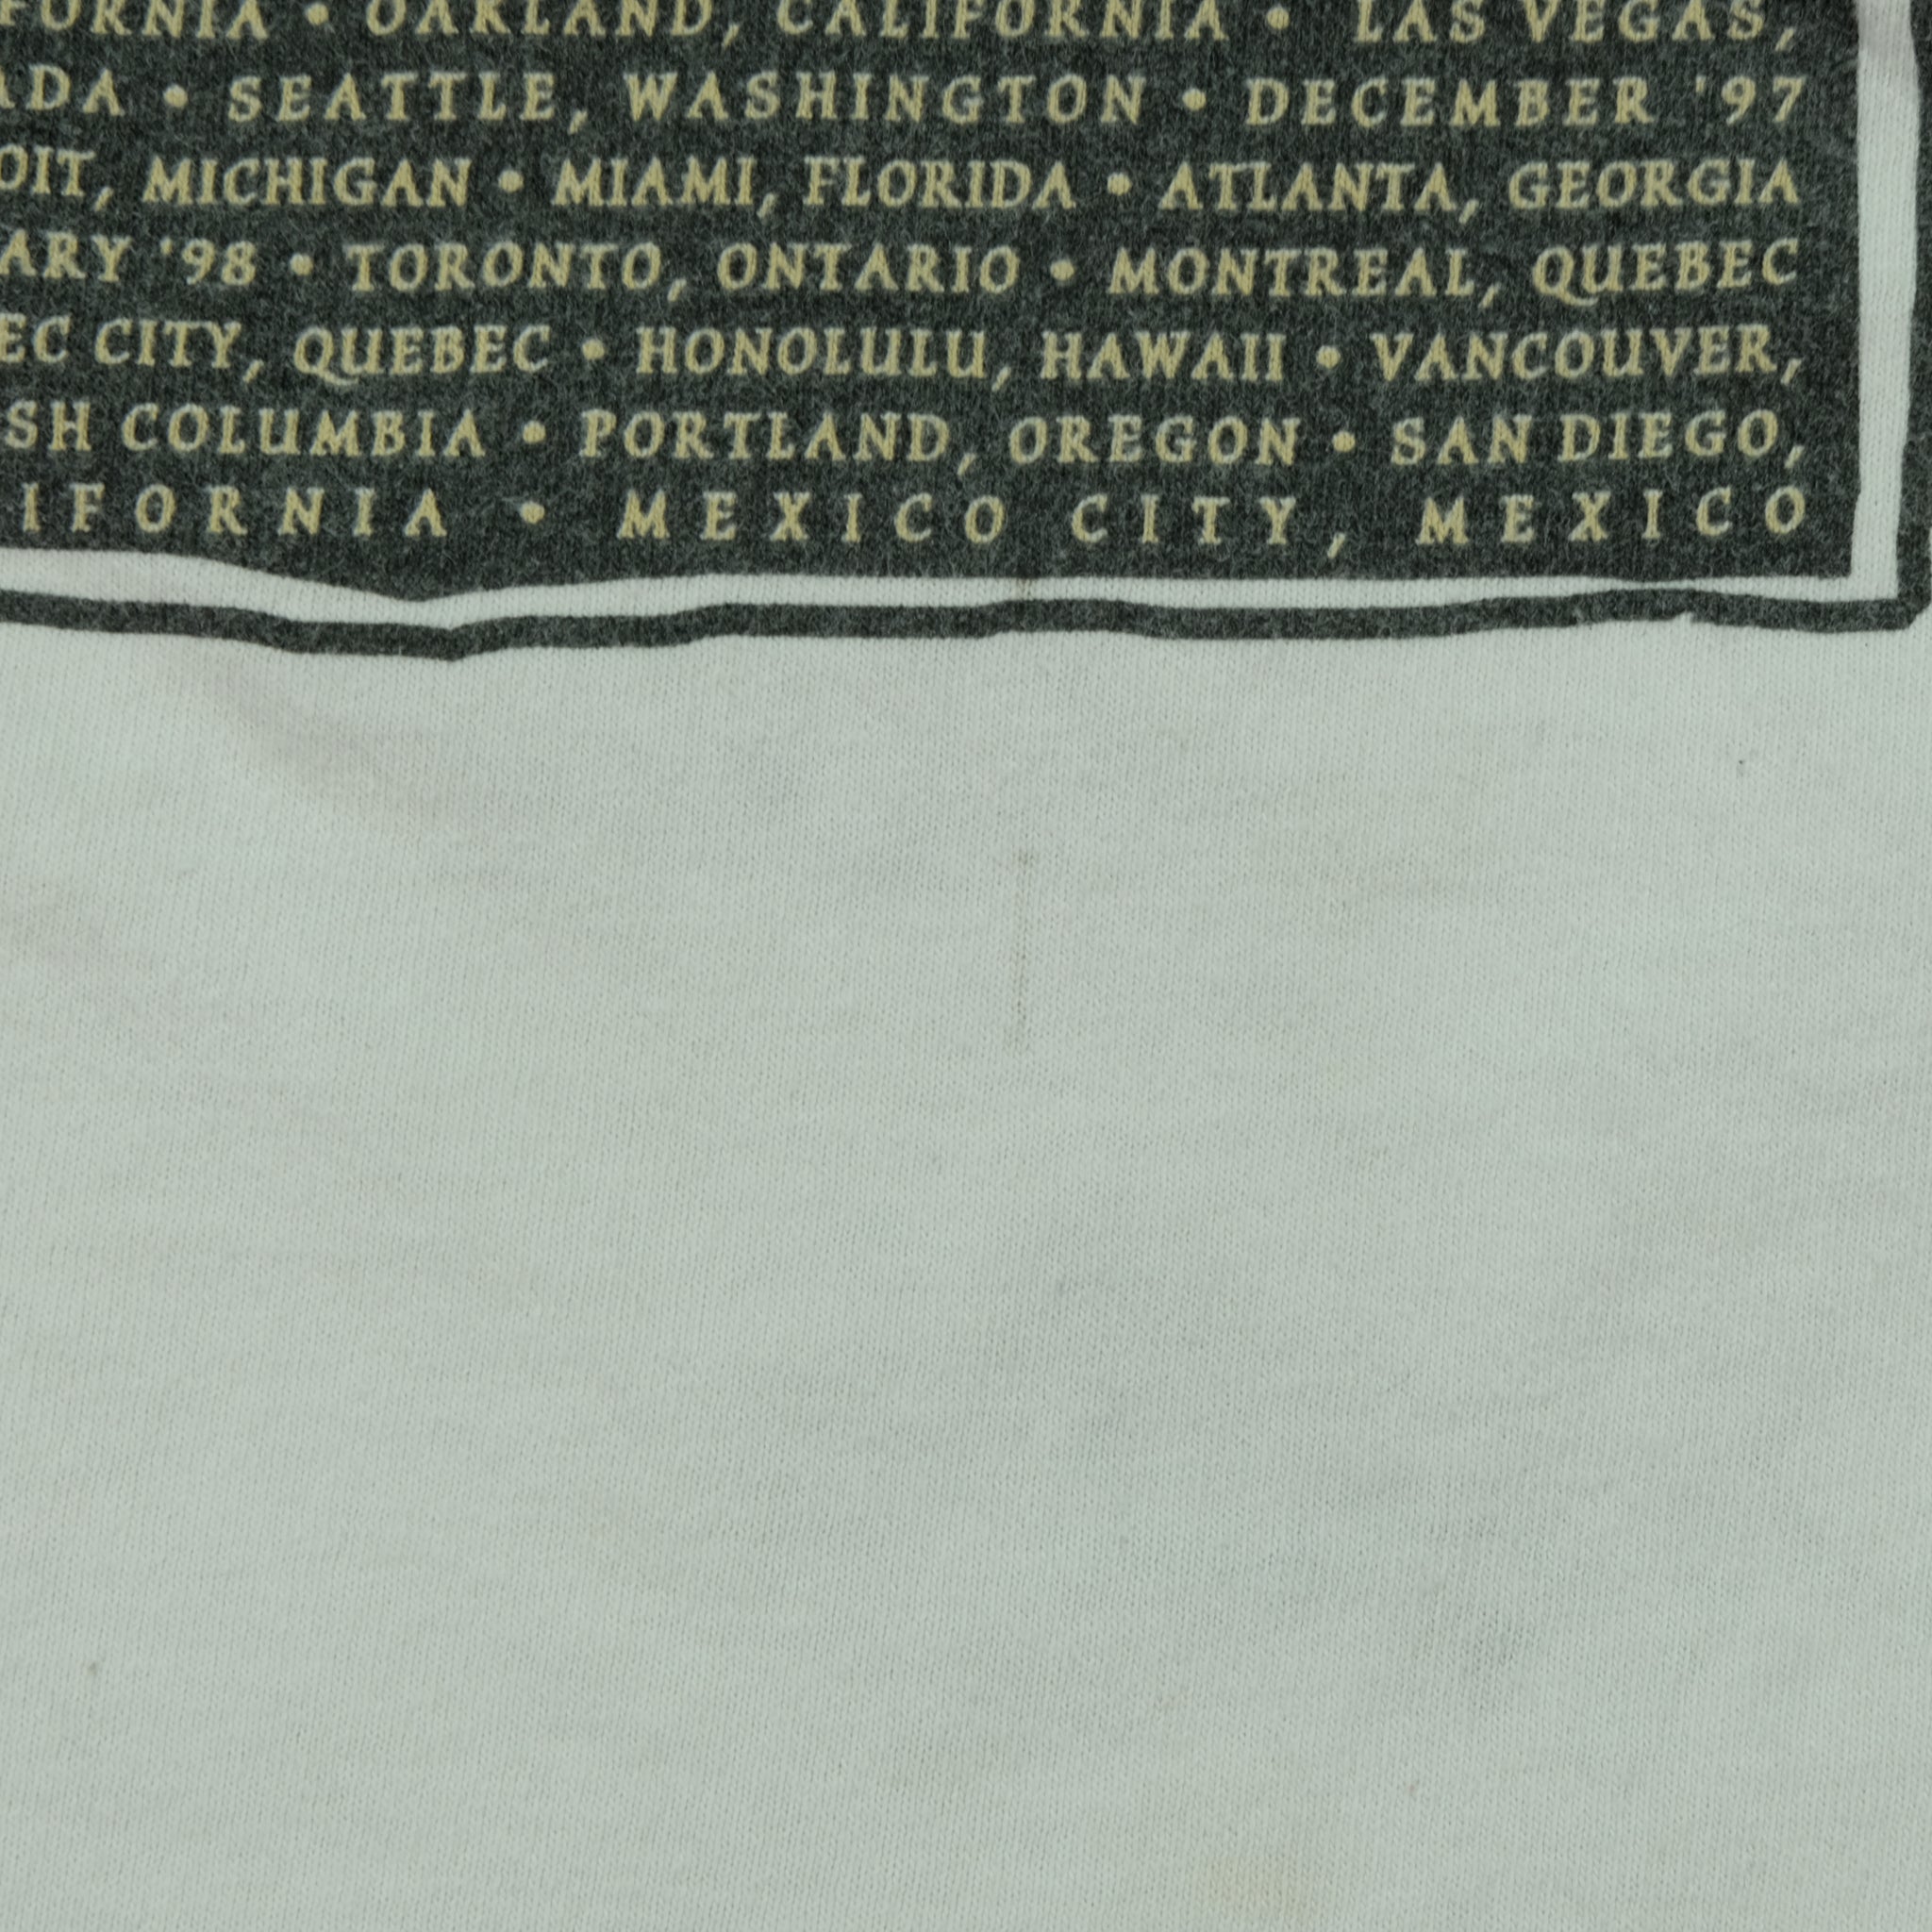 FORNIA • OAKLAND, CALIFORNIA • LAS VEGAS,
ADA • SEATTLE, WASHINGTON • DECEMBER '97
OIT, MICHIGAN • MIAMI, FLORIDA • ATLANTA, GEORGIA
ARY '98 • TORONTO, ONTARIO • MONTREAL, QUEBEC
EC CITY, QUEBEC • HONOLULU, HAWAII • VANCOUVER,
SH COLUMBIA • PORTLAND, OREGON • SAN DIEGO,
IFORNIA • MEXICO CITY, MEXICO